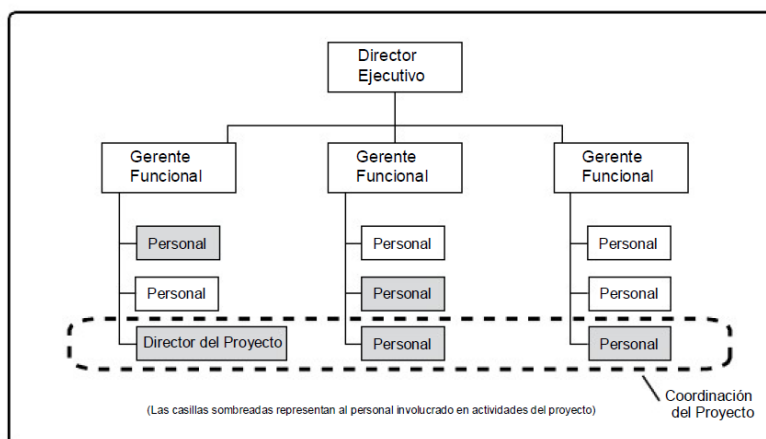 Director
Ejecutivo
Gerente
Funcional
Gerente
Funcional
Gerente
Funcional
Personal
Personal
Personal
Personal
Personal
Personal
Director del Proyecto
Personal
Personal
Coordinación
del Proyecto
(Las casillas sombreadas representan al personal involucrado en actividades del proyecto)